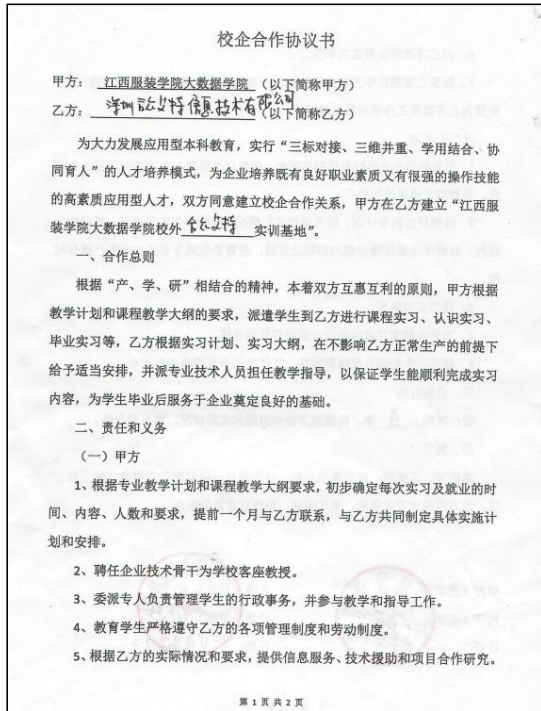 校企合作协议书
甲方：江西服装学院大数据学院（以下简称甲方）
乙方：深圳 特信息技术有限公司（以下简称乙方）
为大力发展应用型本科教育，实行“三标对接、三维并重、学用结合、协
同育人”的人才培养模式，为企业培养既有良好职业素质又有很强的操作技能
的高素质应用型人才，双方同意建立校企合作关系，甲方在乙方建立“江西服
装学院大数据学院校外 特 实训基地”。
一、合作总则
根据“产、学、研”相结合的精神，本着双方互惠互利的原则，甲方根据
教学计划和课程教学大纲的要求，派遣学生到乙方进行课程实习、认识实习、
毕业实习等，乙方根据实习计划、实习大纲，在不影响乙方正常生产的前提下
给予适当安排，并派专业技术人员担任教学指导，以保证学生能顺利完成实习
内容，为学生毕业后服务于企业奠定良好的基础。
二、责任和义务
（一）甲方
1、根据专业教学计划和课程教学大纲要求，初步确定每次实习及就业的时
间、内容、人数和要求，提前一个月与乙方联系，与乙方共同制定具体实施计
划和安排。
2、聘任企业技术骨干为学校客座教授。
3、委派专人负责管理学生的行政事务，并参与教学和指导工作。
4、教育学生严格遵守乙方的各项管理制度和劳动制度。
5、根据乙方的实际情况和要求，提供信息服务、技术援助和项目合作研究。
第 1 页 共 2 页